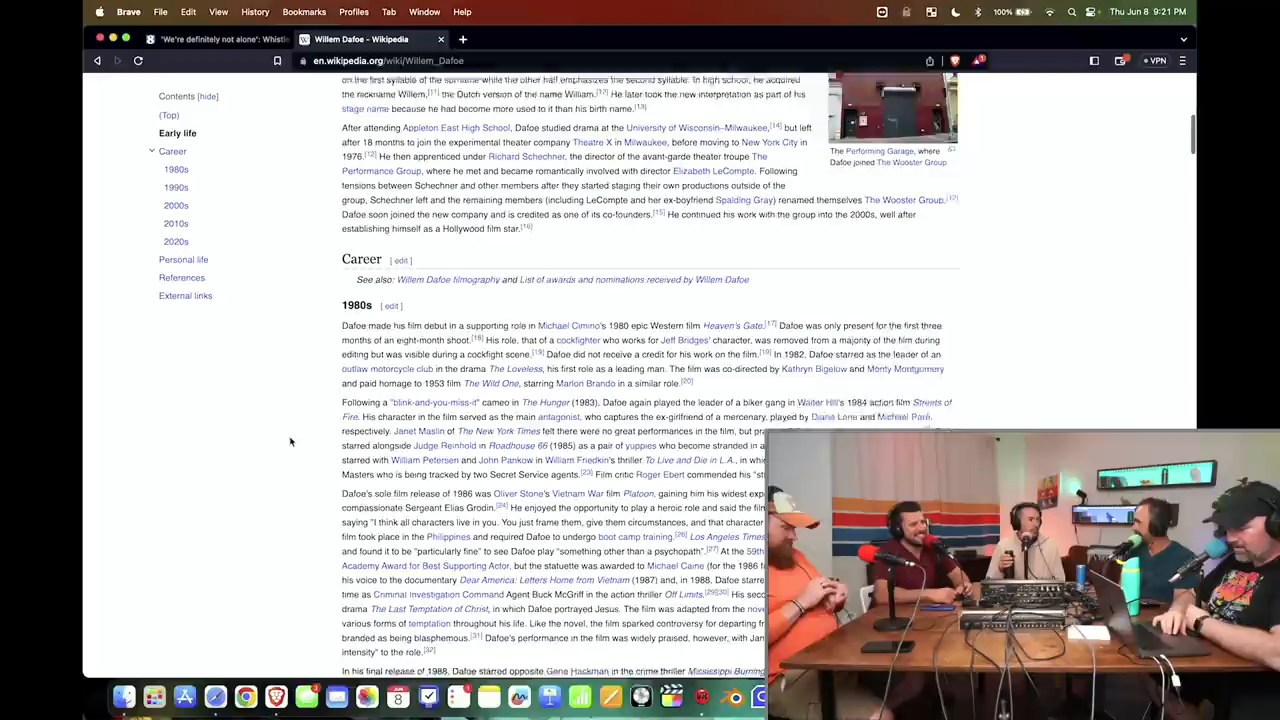 Brave File Edit View History Bookmarks Profiles Tab Window Help 100% Thu Jun 8 9:21 PM
'We're definitely not alone': Whistle Willem Dafoe - Wikipedia
en.wikipedia.org/wiki/Willem_Dafoe VPN
Contents [hide]
(Top)
Early life
Career
1980s
1990s
2000s
2010s
2020s
Personal life
References
External links
on the first syllable of the surname while the other half emphasizes the second syllable. In high school, he acquired
the nickname Willem,[11] the Dutch version of the name William.[12] He later took the new interpretation as part of his
stage name because he had become more used to it than his birth name.[13]
After attending Appleton East High School, Dafoe studied drama at the University of Wisconsin–Milwaukee,[14] but left
after 18 months to join the experimental theater company Theatre X in Milwaukee, before moving to New York City in
1976.[12] He then apprenticed under Richard Schechner, the director of the avant-garde theater troupe The
Performance Group, where he met and became romantically involved with director Elizabeth LeCompte. Following
tensions between Schechner and other members after they started staging their own productions outside of the
group, Schechner left and the remaining members (including LeCompte and her ex-boyfriend Spalding Gray) renamed themselves The Wooster Group.[12]
Dafoe soon joined the new company and is credited as one of its co-founders.[15] He continued his work with the group into the 2000s, well after
establishing himself as a Hollywood film star.[16]
The Performing Garage, where
Dafoe joined The Wooster Group
Career [ edit ]
See also: Willem Dafoe filmography and List of awards and nominations received by Willem Dafoe
1980s [ edit ]
Dafoe made his film debut in a supporting role in Michael Cimino's 1980 epic Western film Heaven's Gate.[17] Dafoe was only present for the first three
months of an eight-month shoot.[18] His role, that of a cockfighter who works for Jeff Bridges' character, was removed from a majority of the film during
editing but was visible during a cockfight scene.[19] Dafoe did not receive a credit for his work on the film.[19] In 1982, Dafoe starred as the leader of an
outlaw motorcycle club in the drama The Loveless, his first role as a leading man. The film was co-directed by Kathryn Bigelow and Monty Montgomery
and paid homage to 1953 film The Wild One, starring Marlon Brando in a similar role.[20]
Following a "blink-and-you-miss-it" cameo in The Hunger (1983), Dafoe again played the leader of a biker gang in Walter Hill's 1984 action film Streets of
Fire. His character in the film served as the main antagonist, who captures the ex-girlfriend of a mercenary, played by Diane Lane and Michael Paré,
respectively. Janet Maslin of The New York Times felt there were no great performances in the film, but pra
starred alongside Judge Reinhold in Roadhouse 66 (1985) as a pair of yuppies who become stranded in a
starred with William Petersen and John Pankow in William Friedkin's thriller To Live and Die in L.A., in whic
Masters who is being tracked by two Secret Service agents.[23] Film critic Roger Ebert commended his "st
Dafoe's sole film release of 1986 was Oliver Stone's Vietnam War film Platoon, gaining him his widest exp
compassionate Sergeant Elias Grodin.[24] He enjoyed the opportunity to play a heroic role and said the film
saying "I think all characters live in you. You just frame them, give them circumstances, and that character
film took place in the Philippines and required Dafoe to undergo boot camp training.[26] Los Angeles Times
and found it to be "particularly fine" to see Dafoe play "something other than a psychopath".[27] At the 59th
Academy Award for Best Supporting Actor, but the statuette was awarded to Michael Caine (for the 1986 f
his voice to the documentary Dear America: Letters Home from Vietnam (1987) and, in 1988, Dafoe starre
as Criminal Investigation Command Agent Buck McGriff in the action thriller Off Limits.[29][30] His seco
drama The Last Temptation of Christ, in which Dafoe portrayed Jesus. The film was adapted from the nove
various forms of temptation throughout his life. Like the novel, the film sparked controversy for departing fr
branded as being blasphemous.[31] Dafoe's performance in the film was widely praised, however, with Jan
intensity" to the role.[32]
In his final release of 1988, Dafoe starred opposite Gene Hackman in the crime thriller Mississippi Burning